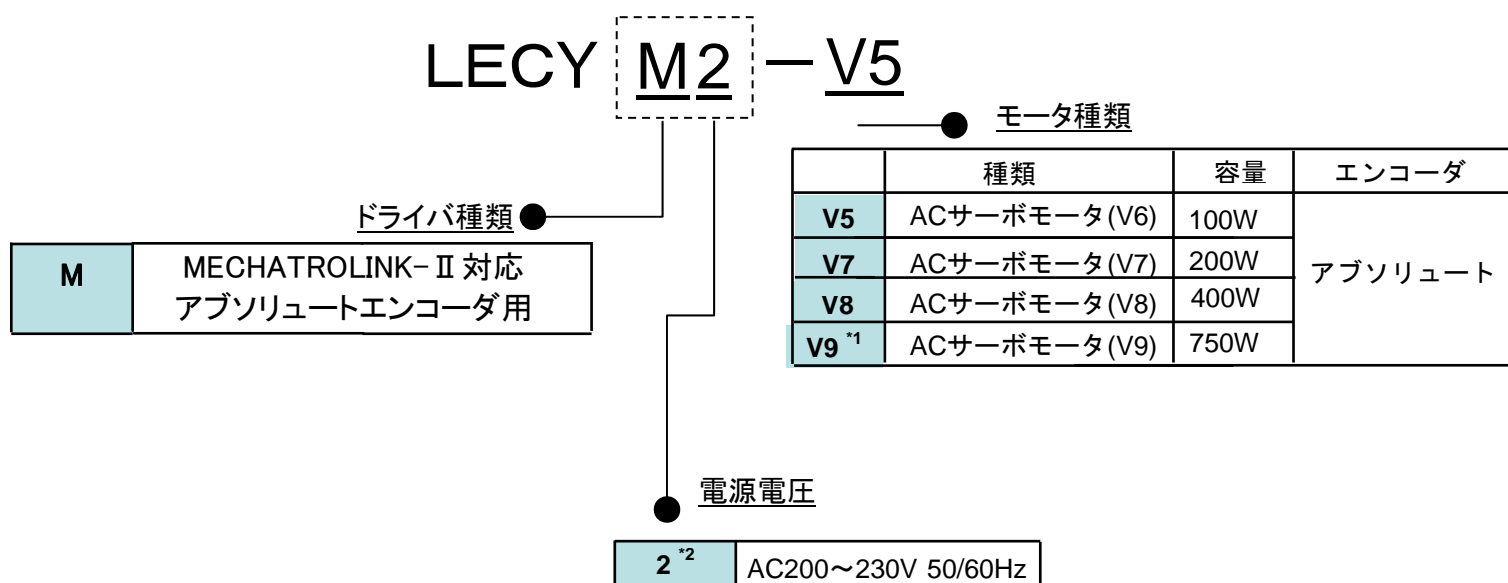 LECY M2-V5
モータ種類
種類 容量 エンコーダ
V5 ACサーボモータ(V6) 100W
V7 ACサーボモータ(V7) 200W
V8 ACサーボモータ(V8) 400W
V9 *1 ACサーボモータ(V9) 750W
アブソリュート
ドライバ種類
M MECHATROLINK-Ⅱ対応
アブソリュートエンコーダ用
電源電圧
2 *2 AC200~230V 50/60Hz